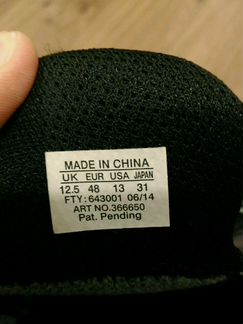 MADE IN CHINA
UK EUR USA JAPAN
12.5 48 13 31
FTY: 643001 06/14
ART NO.366650
Pat. Pending